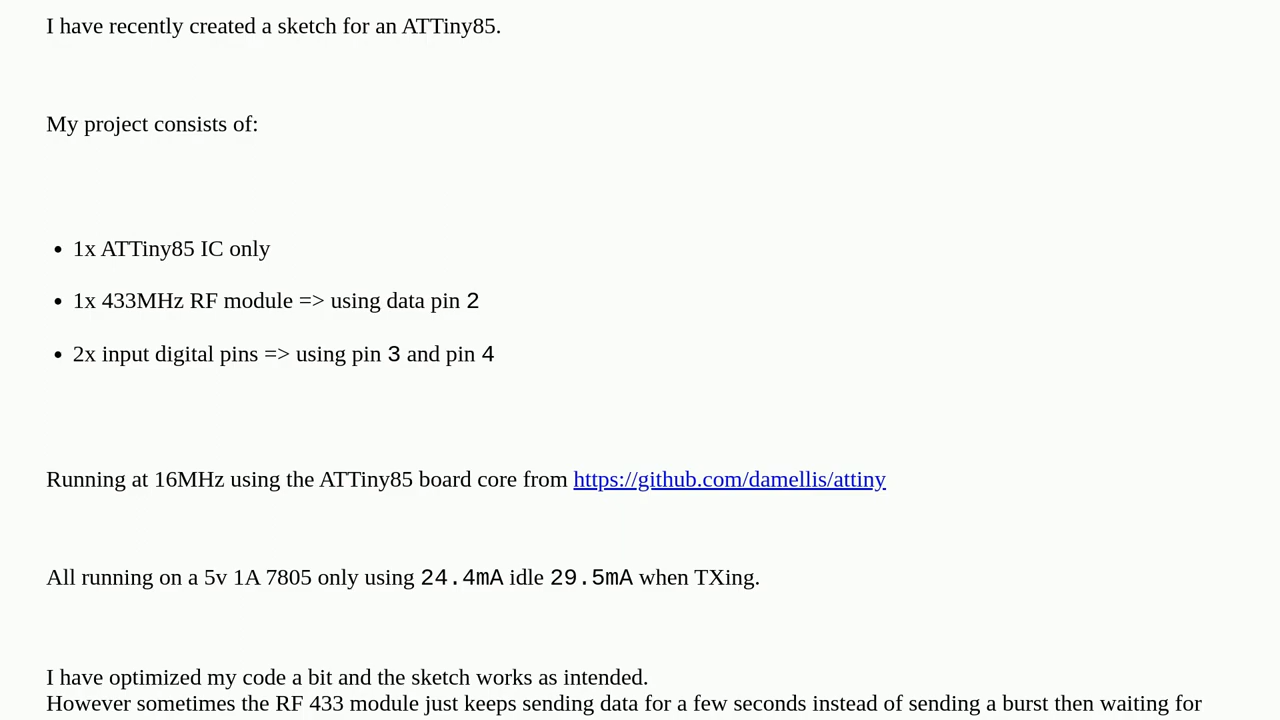 I have recently created a sketch for an ATTiny85.
My project consists of:
• 1x ATTiny85 IC only
• 1x 433MHz RF module => using data pin 2
• 2x input digital pins => using pin 3 and pin 4
Running at 16MHz using the ATTiny85 board core from https://github.com/damellis/attiny
All running on a 5v 1A 7805 only using 24.4mA idle 29.5mA when TXing.
I have optimized my code a bit and the sketch works as intended.
However sometimes the RF 433 module just keeps sending data for a few seconds instead of sending a burst then waiting for